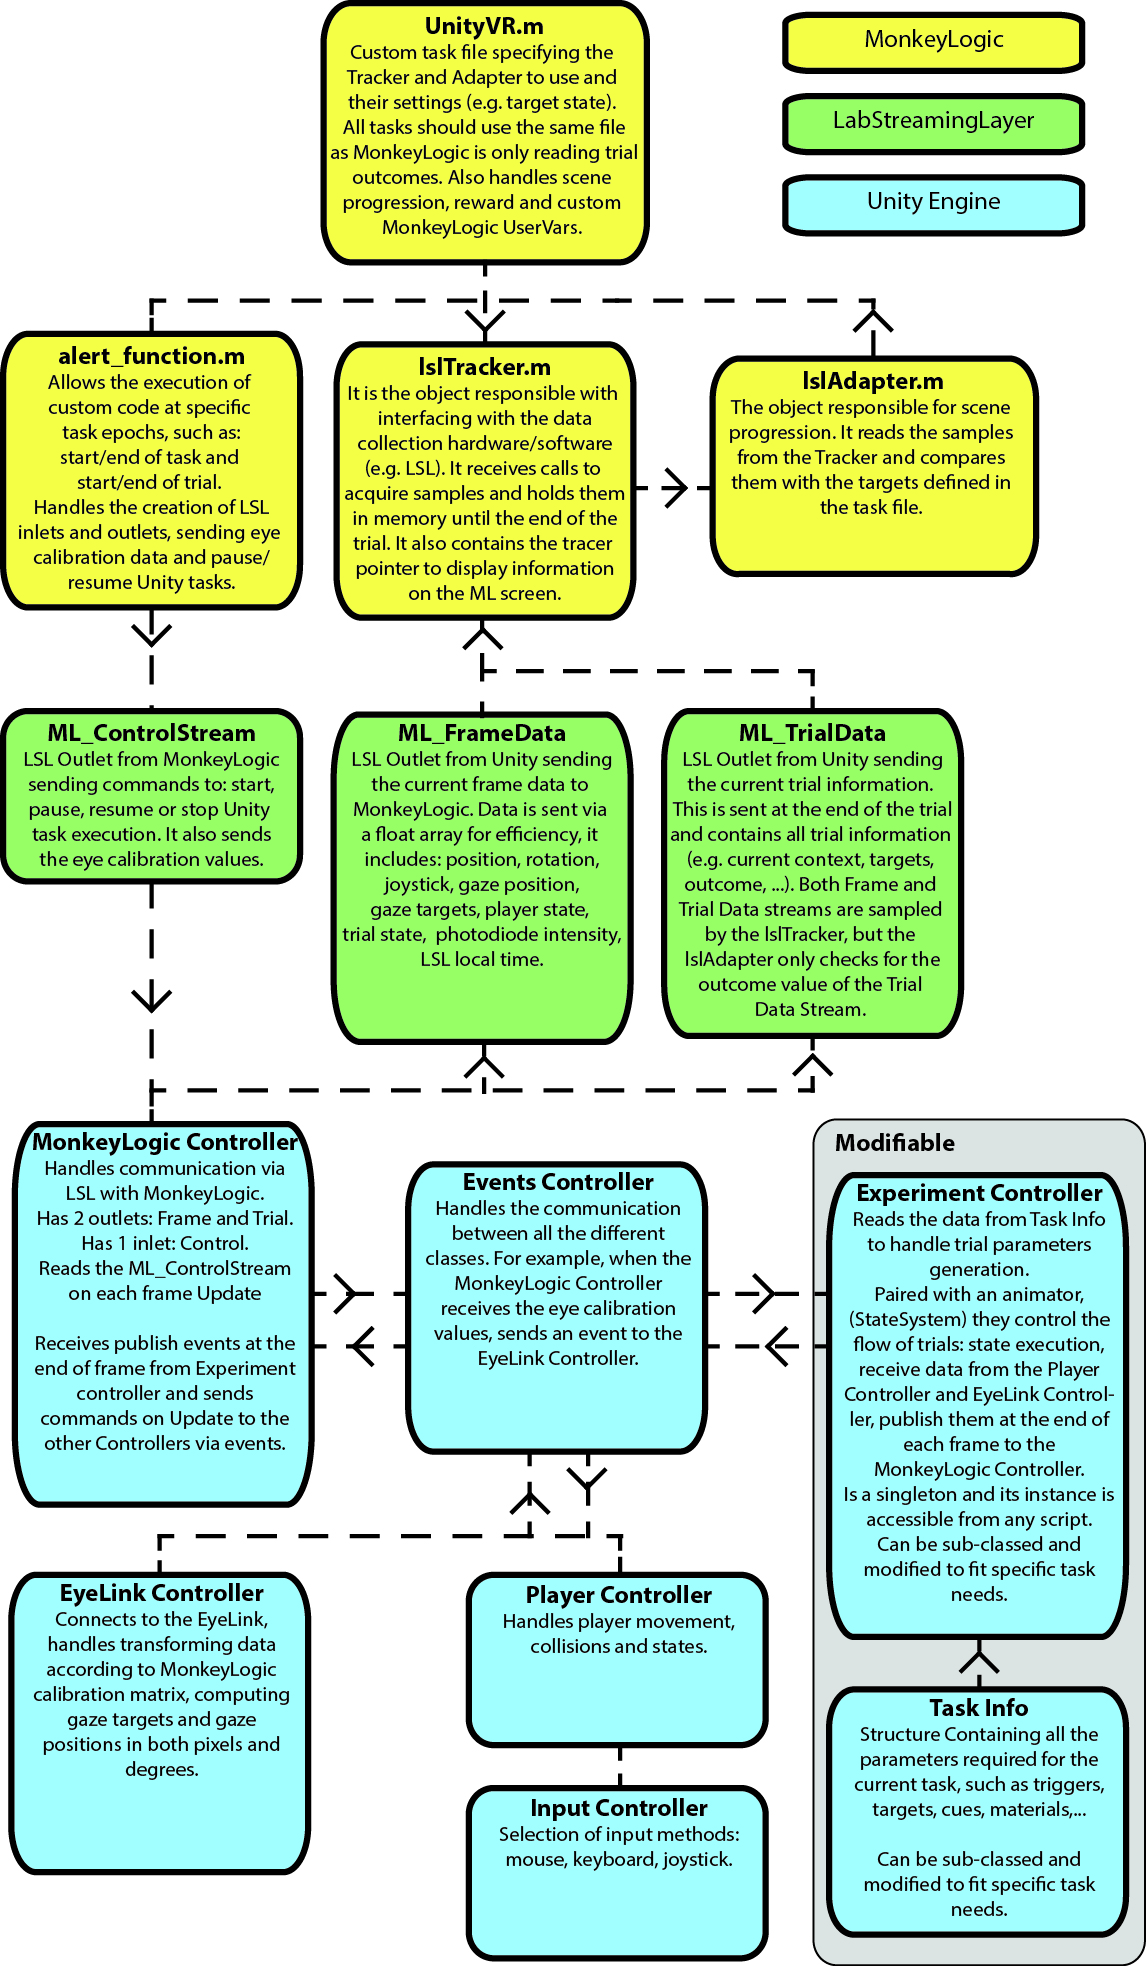 UnityVR.m
Custom task file specifying the
Tracker and Adapter to use and
their settings (e.g. target state).
All tasks should use the same file
as MonkeyLogic is only reading trial
outcomes. Also handles scene
progression, reward and custom
MonkeyLogic UserVars.
MonkeyLogic
LabStreamingLayer
Unity Engine
alert_function.m
Allows the execution of
custom code at specific
task epochs, such as:
start/end of task and
start/end of trial.
Handles the creation of LSL
inlets and outlets, sending eye
calibration data and pause/
resume Unity tasks.
lslTracker.m
It is the object responsible with
interfacing with the data
collection hardware/software
(e.g. LSL). It receives calls to
acquire samples and holds them
in memory until the end of the
trial. It also contains the tracer
pointer to display information
on the ML screen.
lslAdapter.m
The object responsible for scene
progression. It reads the samples
from the Tracker and compares
them with the targets defined in
the task file.
ML_ControlStream
LSL Outlet from MonkeyLogic
sending commands to: start,
pause, resume or stop Unity
task execution. It also sends
the eye calibration values.
ML_FrameData
LSL Outlet from Unity sending
the current frame data to
MonkeyLogic. Data is sent via
a float array for efficiency, it
includes: position, rotation,
joystick, gaze position,
gaze targets, player state,
trial state,  photodiode intensity,
LSL local time.
ML_TrialData
LSL Outlet from Unity sending
the current trial information.
This is sent at the end of the trial
and contains all trial information
(e.g. current context, targets,
outcome, ...). Both Frame and
Trial Data streams are sampled
by the lslTracker, but the
lslAdapter only checks for the
outcome value of the Trial
Data Stream.
MonkeyLogic Controller
Handles communication via
LSL with MonkeyLogic.
Has 2 outlets: Frame and Trial.
Has 1 inlet: Control.
Reads the ML_ControlStream
on each frame Update
Receives publish events at the
end of frame from Experiment
controller and sends
commands on Update to the
other Controllers via events.
Events Controller
Handles the communication
between all the different
classes. For example, when the
MonkeyLogic Controller
receives the eye calibration
values, sends an event to the
EyeLink Controller.
Modifiable
Experiment Controller
Reads the data from Task Info
to handle trial parameters
generation.
Paired with an animator,
(StateSystem) they control the
flow of trials: state execution,
receive data from the Player
Controller and EyeLink Control-
ler, publish them at the end of
each frame to the
MonkeyLogic Controller.
Is a singleton and its instance is
accessible from any script.
Can be sub-classed and
modified to fit specific task
needs.
EyeLink Controller
Connects to the EyeLink,
handles transforming data
according to MonkeyLogic
calibration matrix, computing
gaze targets and gaze
positions in both pixels and
degrees.
Player Controller
Handles player movement,
collisions and states.
Input Controller
Selection of input methods:
mouse, keyboard, joystick.
Task Info
Structure Containing all the
parameters required for the
current task, such as triggers,
targets, cues, materials,...
Can be sub-classed and
modified to fit specific task
needs.